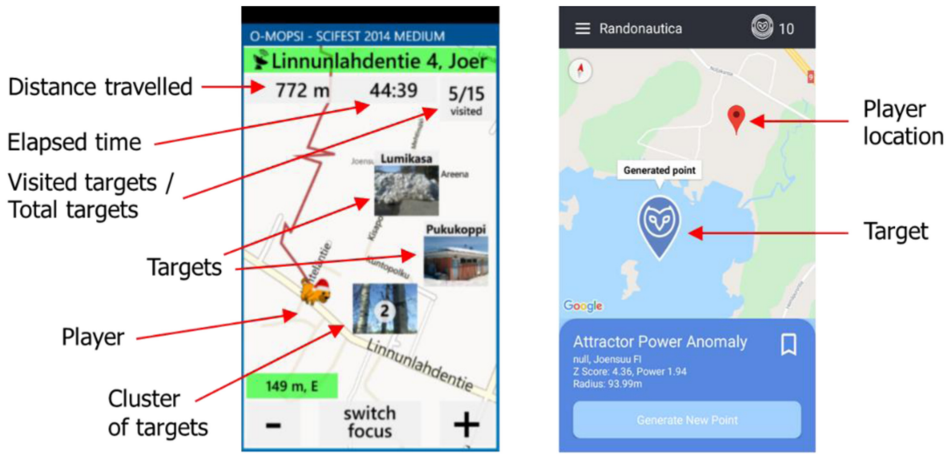 Distance travelled
Elapsed time
Visited targets /
Total targets
Targets
Player
Cluster
of targets
O-MOPSI - SCIFEST 2014 MEDIUM
Linnunlahdentie 4, Joer
772 m
44:39
5/15
visited
Lumikasa
Joensu
Areena
Pukukoppi
Kuntopolku
2
Linnunlahdentie
149 m, E
-
switch
focus
+
Randonautica
10
Generated point
Google
Attractor Power Anomaly
null, Joensuu FI
Z Score: 4.36, Power 1.94
Radius: 93.99m
Generate New Point
Player
location
Target